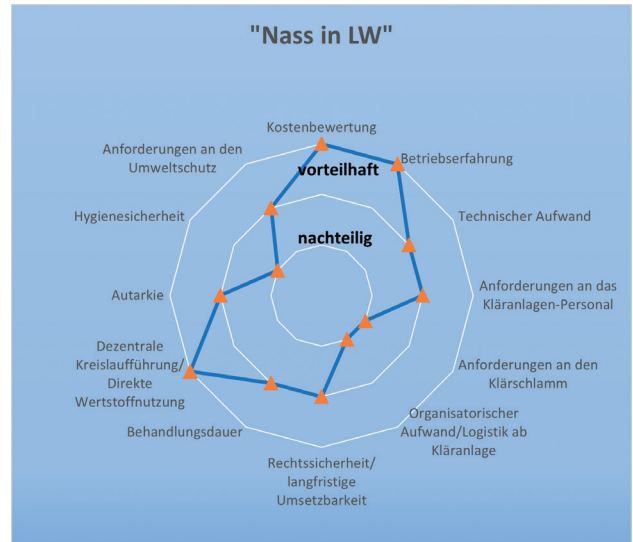 "Nass in LW"
Kostenbewertung
Betriebserfahrung
Technischer Aufwand
Anforderungen an das
Kläranlagen-Personal
Anforderungen an den
Klärschlamm
Organisatorischer
Aufwand/Logistik ab
Kläranlage
Rechtssicherheit/
langfristige
Umsetzbarkeit
Behandlungsdauer
Dezentrale
Kreislaufführung/
Direkte
Wertstoffnutzung
Autarkie
Hygienesicherheit
Anforderungen an den
Umweltschutz
vorteilhaft
nachteilig